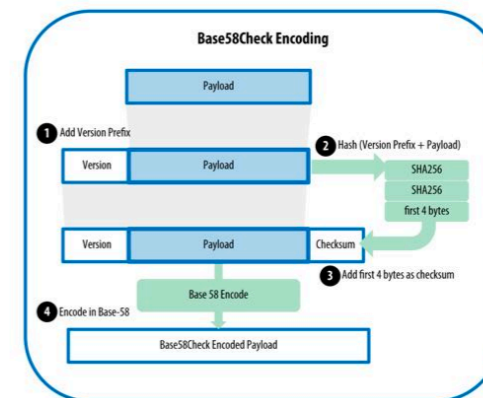 Base58Check Encoding
Payload
1 Add Version Prefix
2 Hash (Version Prefix + Payload)
Version Payload
SHA256
SHA256
first 4 bytes
Version Payload Checksum
3 Add first 4 bytes as checksum
Base 58 Encode
4 Encode in Base-58
Base58Check Encoded Payload